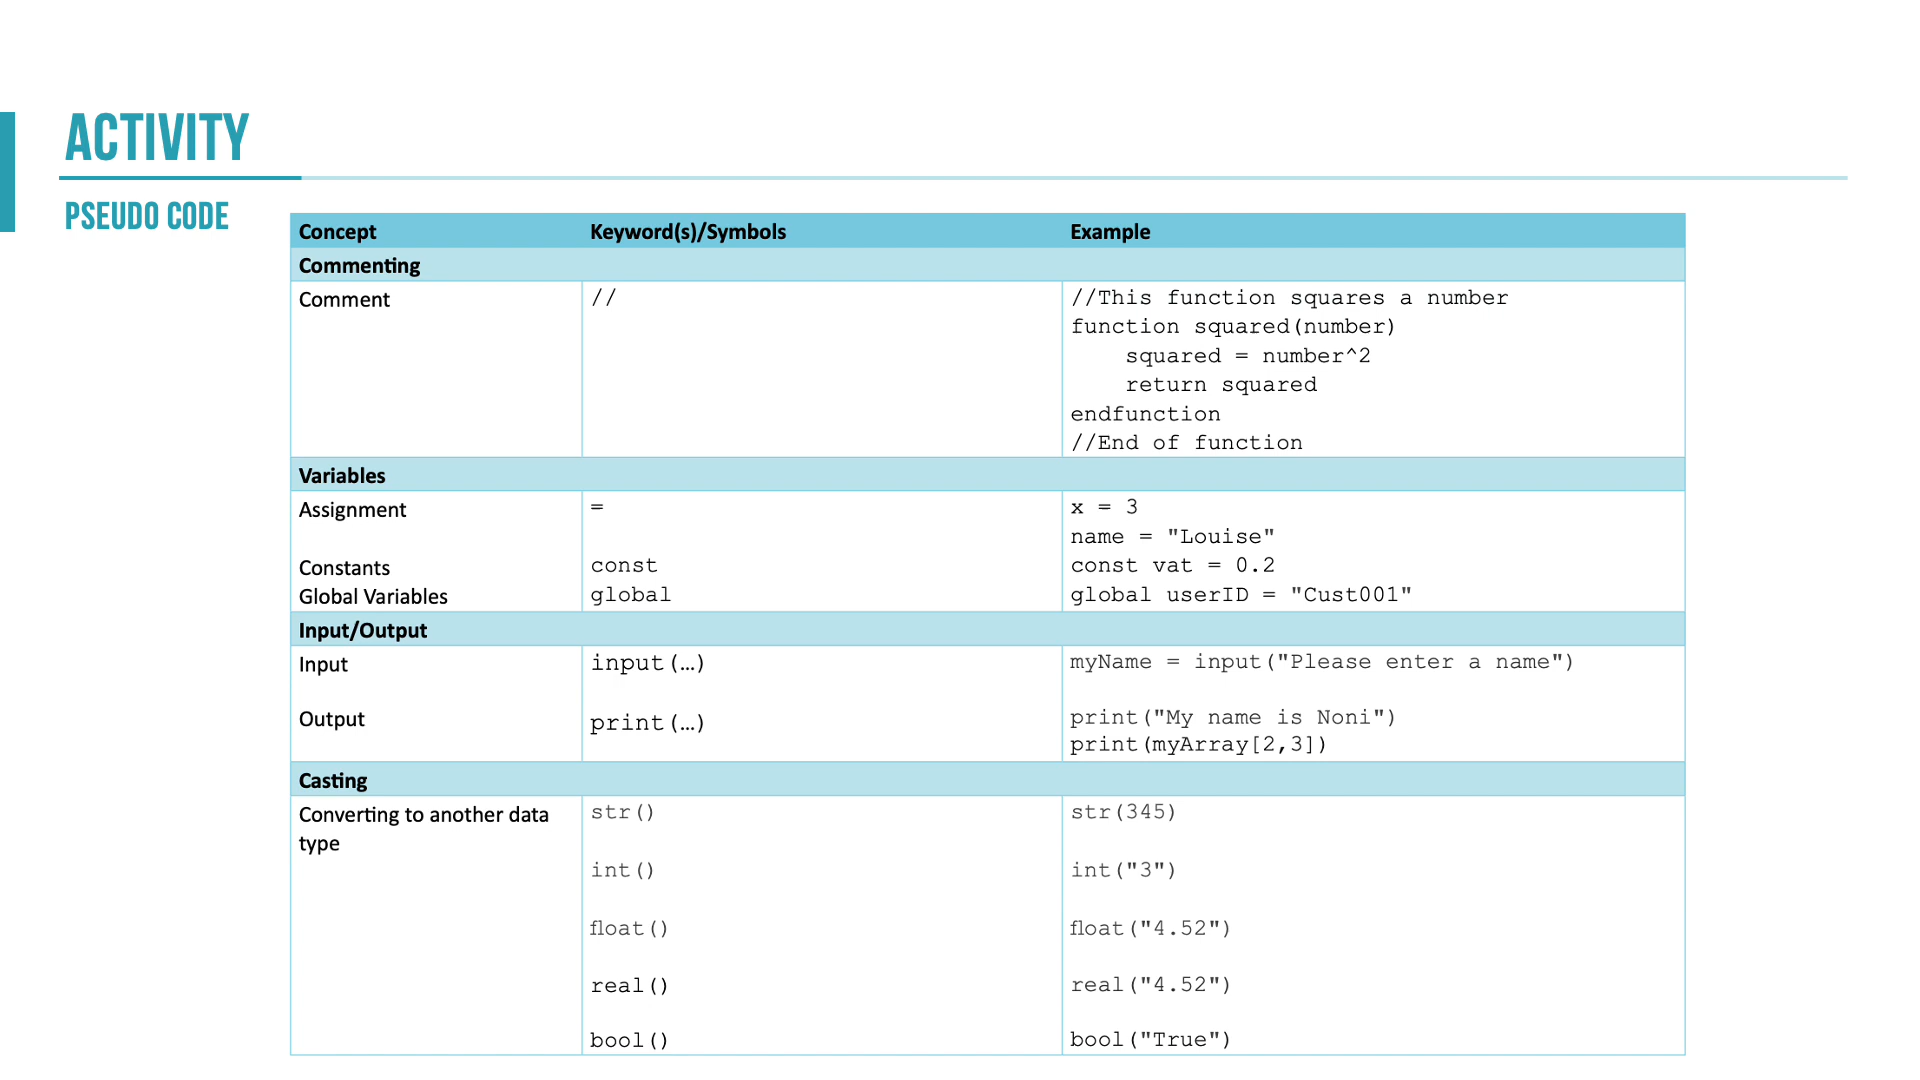 ACTIVITY
PSEUDO CODE
Concept Keyword(s)/Symbols Example
Commenting
Comment // //This function squares a number
function squared(number)
squared = number^2
return squared
endfunction
//End of function
Variables
Assignment = x = 3
name = "Louise"
Constants const const vat = 0.2
Global Variables global global userID = "Cust001"
Input/Output
Input input(…) myName = input("Please enter a name")
Output print(…) print("My name is Noni")
print(myArray[2,3])
Casting
Converting to another data str() str(345)
type
int() int("3")
float() float("4.52")
real() real("4.52")
bool() bool("True")